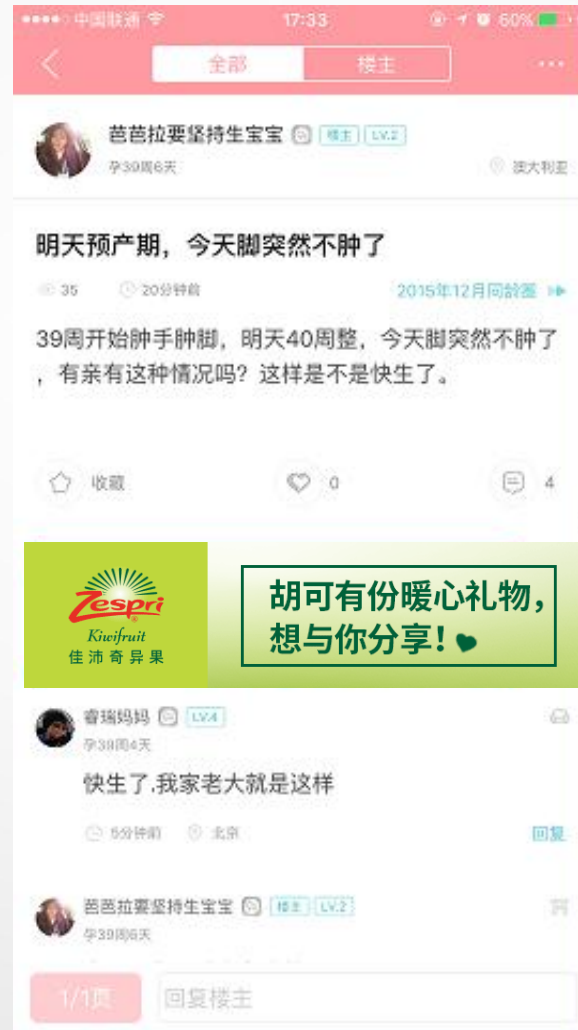 中国联通
17:33
60%
全部
楼主
芭芭拉要坚持生宝宝 楼主 LV.2
孕39周6天
澳大利亚
明天预产期，今天脚突然不肿了
35
20分钟前
2015年12月同龄圈
39周开始肿手肿脚，明天40周整，今天脚突然不肿了
，有亲有这种情况吗？这样是不是快生了。
收藏
0
4
Zespri
Kiwifruit
佳沛奇异果
胡可有份暖心礼物，
想与你分享！
睿瑞妈妈 LV.4
孕39周4天
快生了.我家老大就是这样
5分钟前
北京
回复
芭芭拉要坚持生宝宝 楼主 LV.2
孕39周6天
1/1页
回复楼主